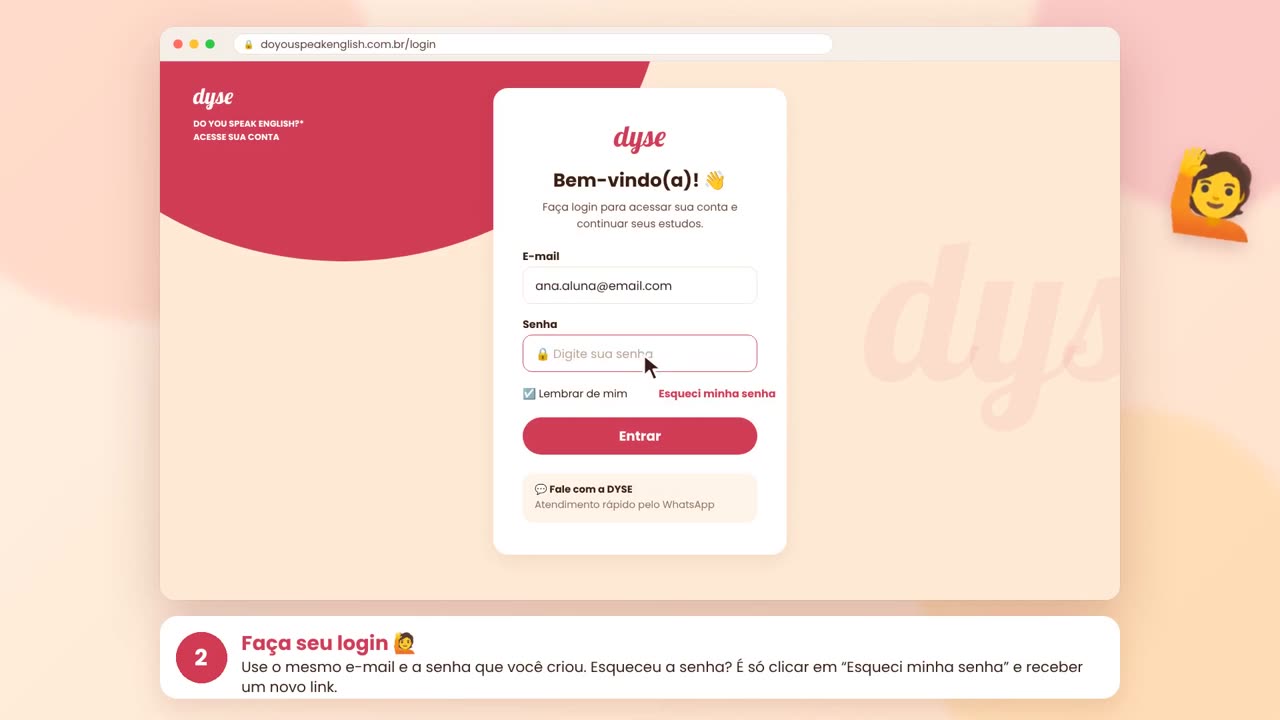 doyouspeakenglish.com.br/login
dyse
DO YOU SPEAK ENGLISH?*
ACESSE SUA CONTA
dyse
Bem-vindo(a)! 👋
Faça login para acessar sua conta e
continuar seus estudos.
E-mail
ana.aluna@email.com
Senha
🔒 Digite sua senha
☑️ Lembrar de mim
Esqueci minha senha
Entrar
💬 Fale com a DYSE
Atendimento rápido pelo WhatsApp
dys
2
Faça seu login 🙋
Use o mesmo e-mail e a senha que você criou. Esqueceu a senha? É só clicar em “Esqueci minha senha” e receber
um novo link.